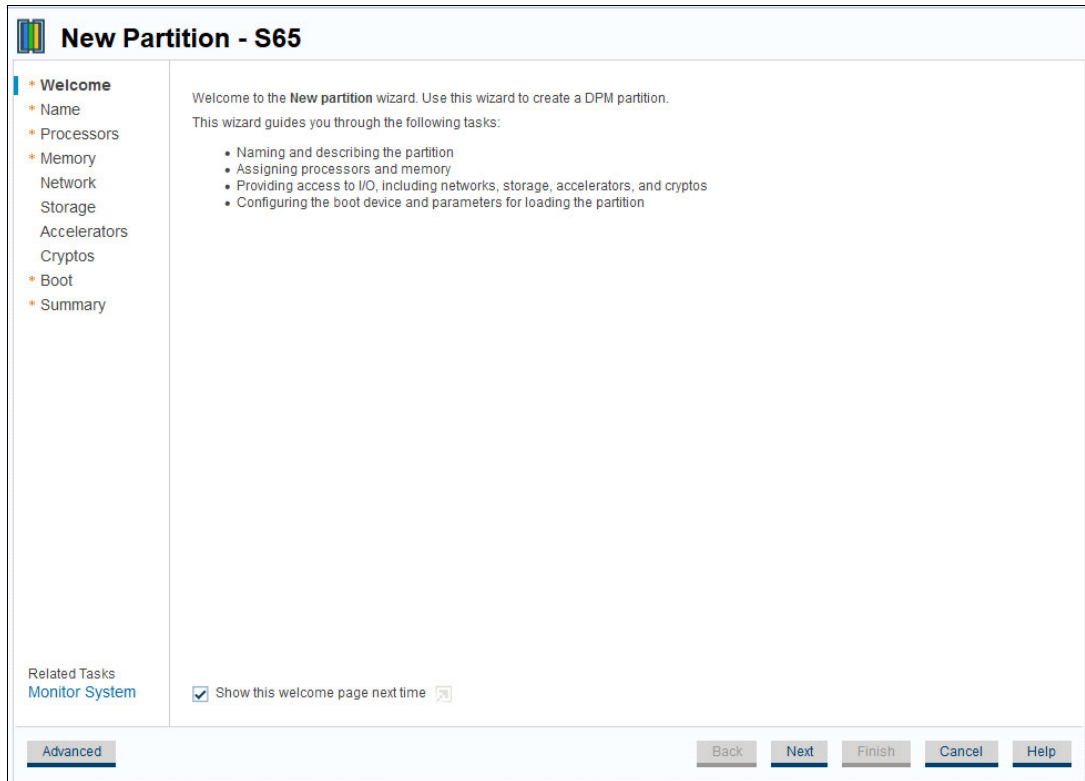 New Partition - S65
* Welcome
* Name
* Processors
* Memory
Network
Storage
Accelerators
Cryptos
* Boot
* Summary
Welcome to the New partition wizard. Use this wizard to create a DPM partition.
This wizard guides you through the following tasks:
• Naming and describing the partition
• Assigning processors and memory
• Providing access to I/O, including networks, storage, accelerators, and cryptos
• Configuring the boot device and parameters for loading the partition
Related Tasks
Monitor System
Show this welcome page next time
Advanced
Back
Next
Finish
Cancel
Help